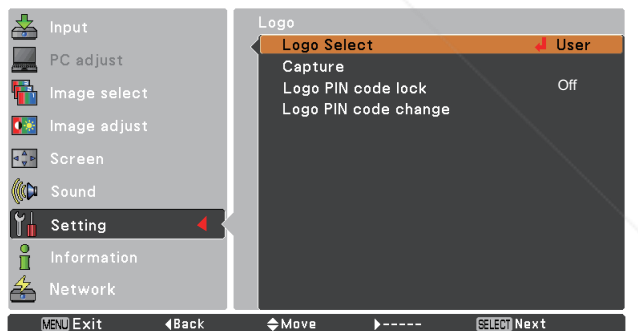 Input
PC adjust
Image select
Image adjust
Screen
Sound
Setting
Information
Network
Logo
Logo Select User
Capture
Logo PIN code lock Off
Logo PIN code change
MENU Exit ◀Back ◆Move ▶----- SELECT Next